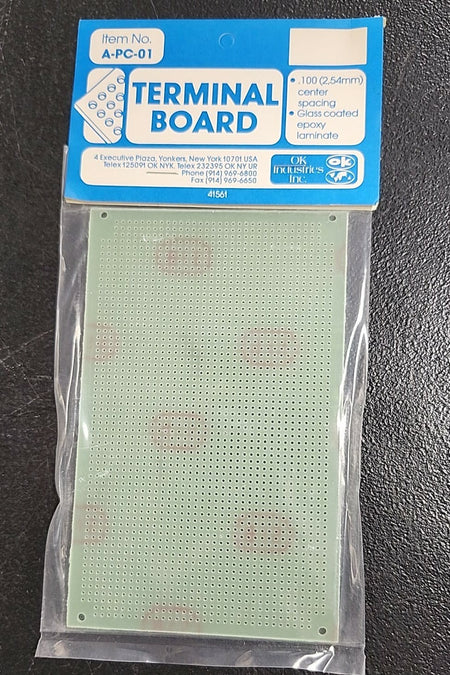 Item No.
A-PC-01
TERMINAL
BOARD
• .100 (2,54mm)
center
spacing
• Glass coated
epoxy
laminate
4 Executive Plaza, Yonkers, New York 10701 USA
Telex 125091 OK NYK, Telex 232395 OK NY UR
Phone (914) 969-6800
Fax (914) 969-6650
OK
Industries
Inc.
ok
41561